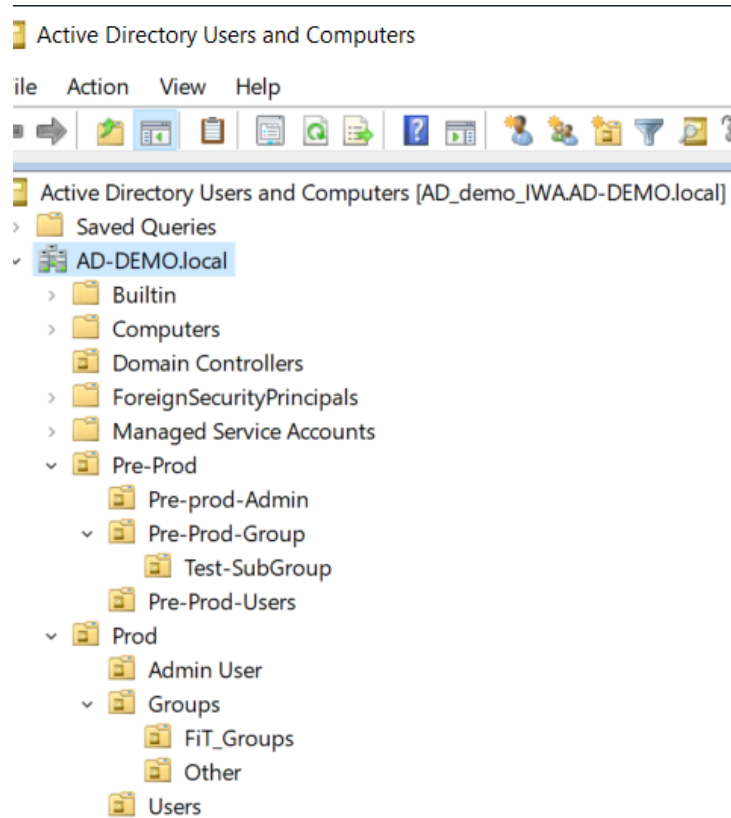 Active Directory Users and Computers
ile Action View Help
Active Directory Users and Computers [AD_demo_IWA.AD-DEMO.local]
Saved Queries
AD-DEMO.local
Builtin
Computers
Domain Controllers
ForeignSecurityPrincipals
Managed Service Accounts
Pre-Prod
Pre-prod-Admin
Pre-Prod-Group
Test-SubGroup
Pre-Prod-Users
Prod
Admin User
Groups
FiT_Groups
Other
Users